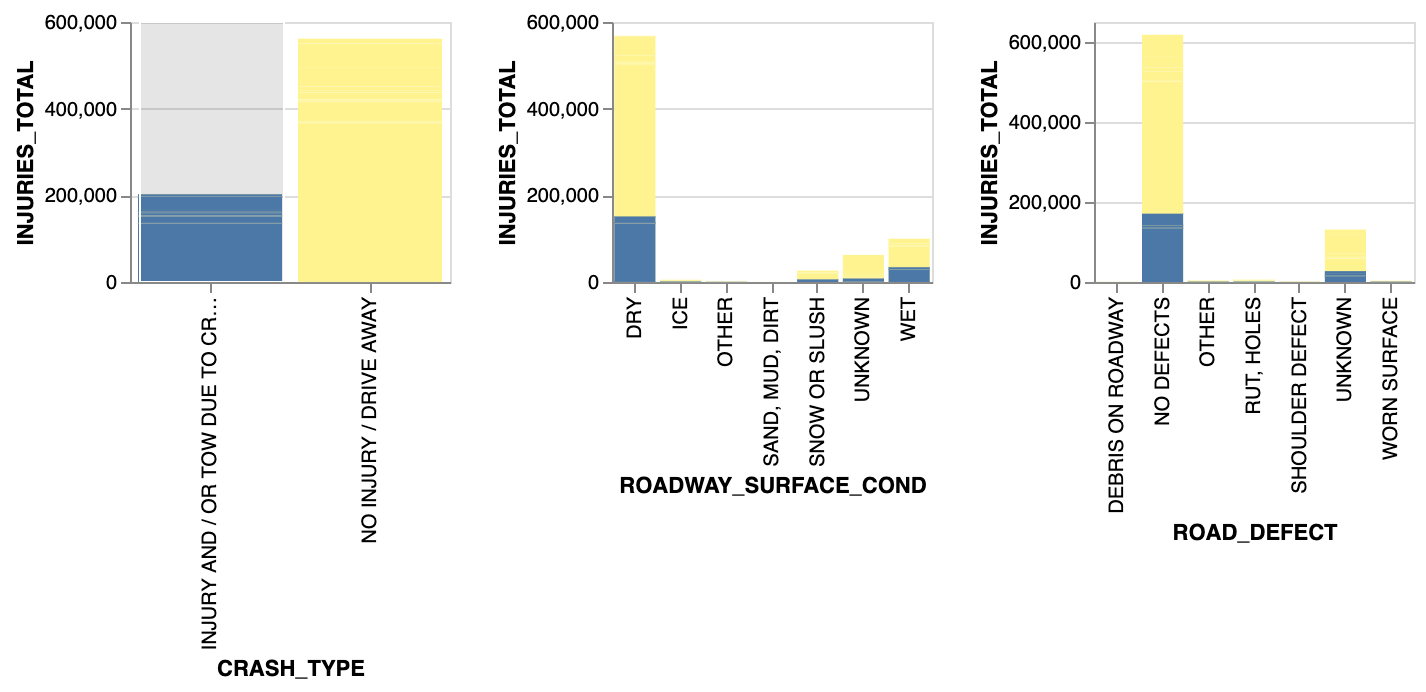 INJURIES_TOTAL
600,000
400,000
200,000
0
INJURY AND / OR TOW DUE TO CR...
NO INJURY / DRIVE AWAY
CRASH_TYPE
INJURIES_TOTAL
600,000
400,000
200,000
0
DRY
ICE
OTHER
SAND, MUD, DIRT
SNOW OR SLUSH
UNKNOWN
WET
ROADWAY_SURFACE_COND
INJURIES_TOTAL
600,000
400,000
200,000
0
DEBRIS ON ROADWAY
NO DEFECTS
OTHER
RUT, HOLES
SHOULDER DEFECT
UNKNOWN
WORN SURFACE
ROAD_DEFECT